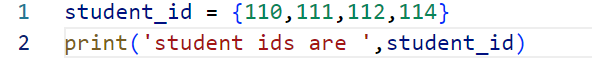 1 student_id = {110,111,112,114}
2 print('student ids are ',student_id)